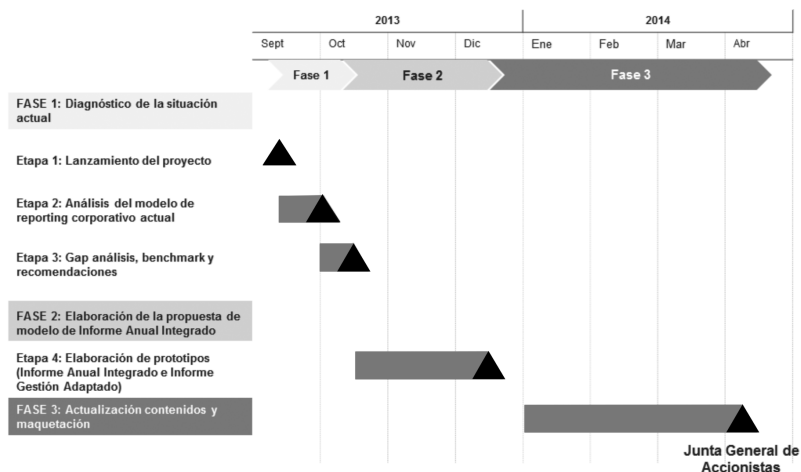 2013 2014
Sept Oct Nov Dic Ene Feb Mar Abr
Fase 1 Fase 2 Fase 3
FASE 1: Diagnóstico de la situación
actual
Etapa 1: Lanzamiento del proyecto
Etapa 2: Análisis del modelo de
reporting corporativo actual
Etapa 3: Gap análisis, benchmark y
recomendaciones
FASE 2: Elaboración de la propuesta de
modelo de Informe Anual Integrado
Etapa 4: Elaboración de prototipos
(Informe Anual Integrado e Informe
Gestión Adaptado)
FASE 3: Actualización contenidos y
maquetación
Junta General de
Accionistas